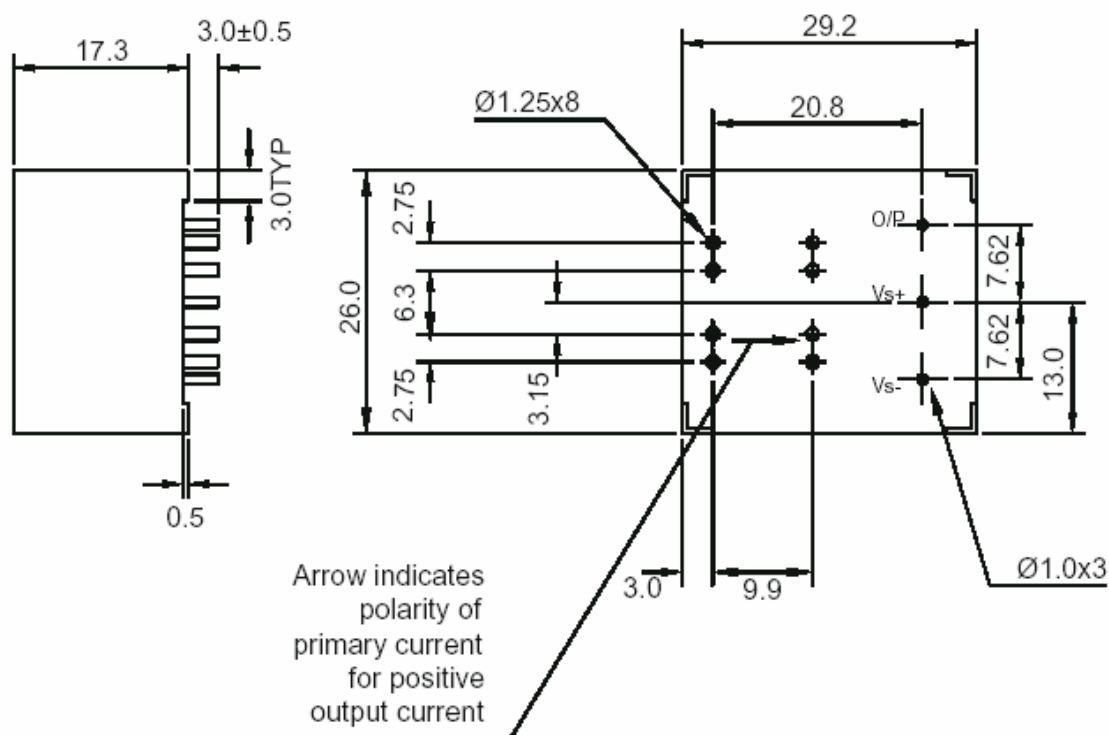 17.3
3.0±0.5
29.2
Ø1.25x8
20.8
3.0TYP
2.75
O/P
7.62
26.0
6.3
Vs+
7.62
2.75
3.15
Vs-
13.0
0.5
3.0
9.9
Ø1.0x3
Arrow indicates
polarity of
primary current
for positive
output current